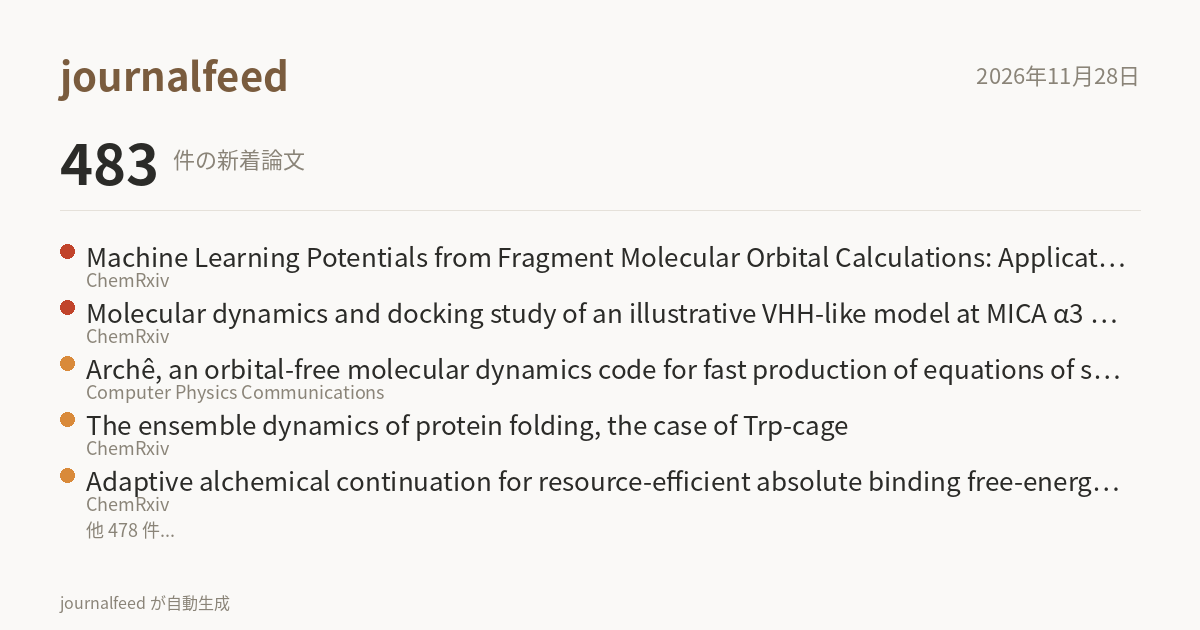 journalfeed
2026年11月28日
483 件の新着論文
Machine Learning Potentials from Fragment Molecular Orbital Calculations: Applicat…
ChemRxiv
Molecular dynamics and docking study of an illustrative VHH-like model at MICA α3 …
ChemRxiv
Archê, an orbital-free molecular dynamics code for fast production of equations of s…
Computer Physics Communications
The ensemble dynamics of protein folding, the case of Trp-cage
ChemRxiv
Adaptive alchemical continuation for resource-efficient absolute binding free-energ…
ChemRxiv
他 478 件...
journalfeed が自動生成